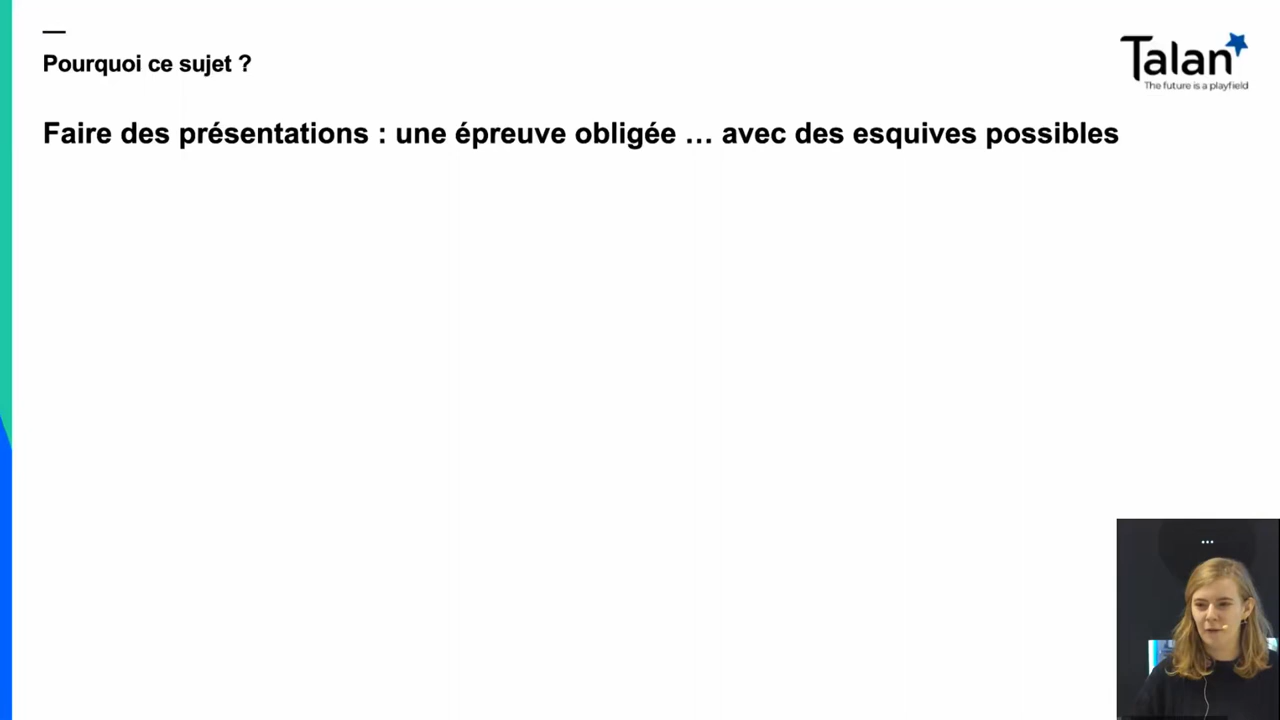 Pourquoi ce sujet ?
Talan
The future is a playfield
Faire des présentations : une épreuve obligée … avec des esquives possibles